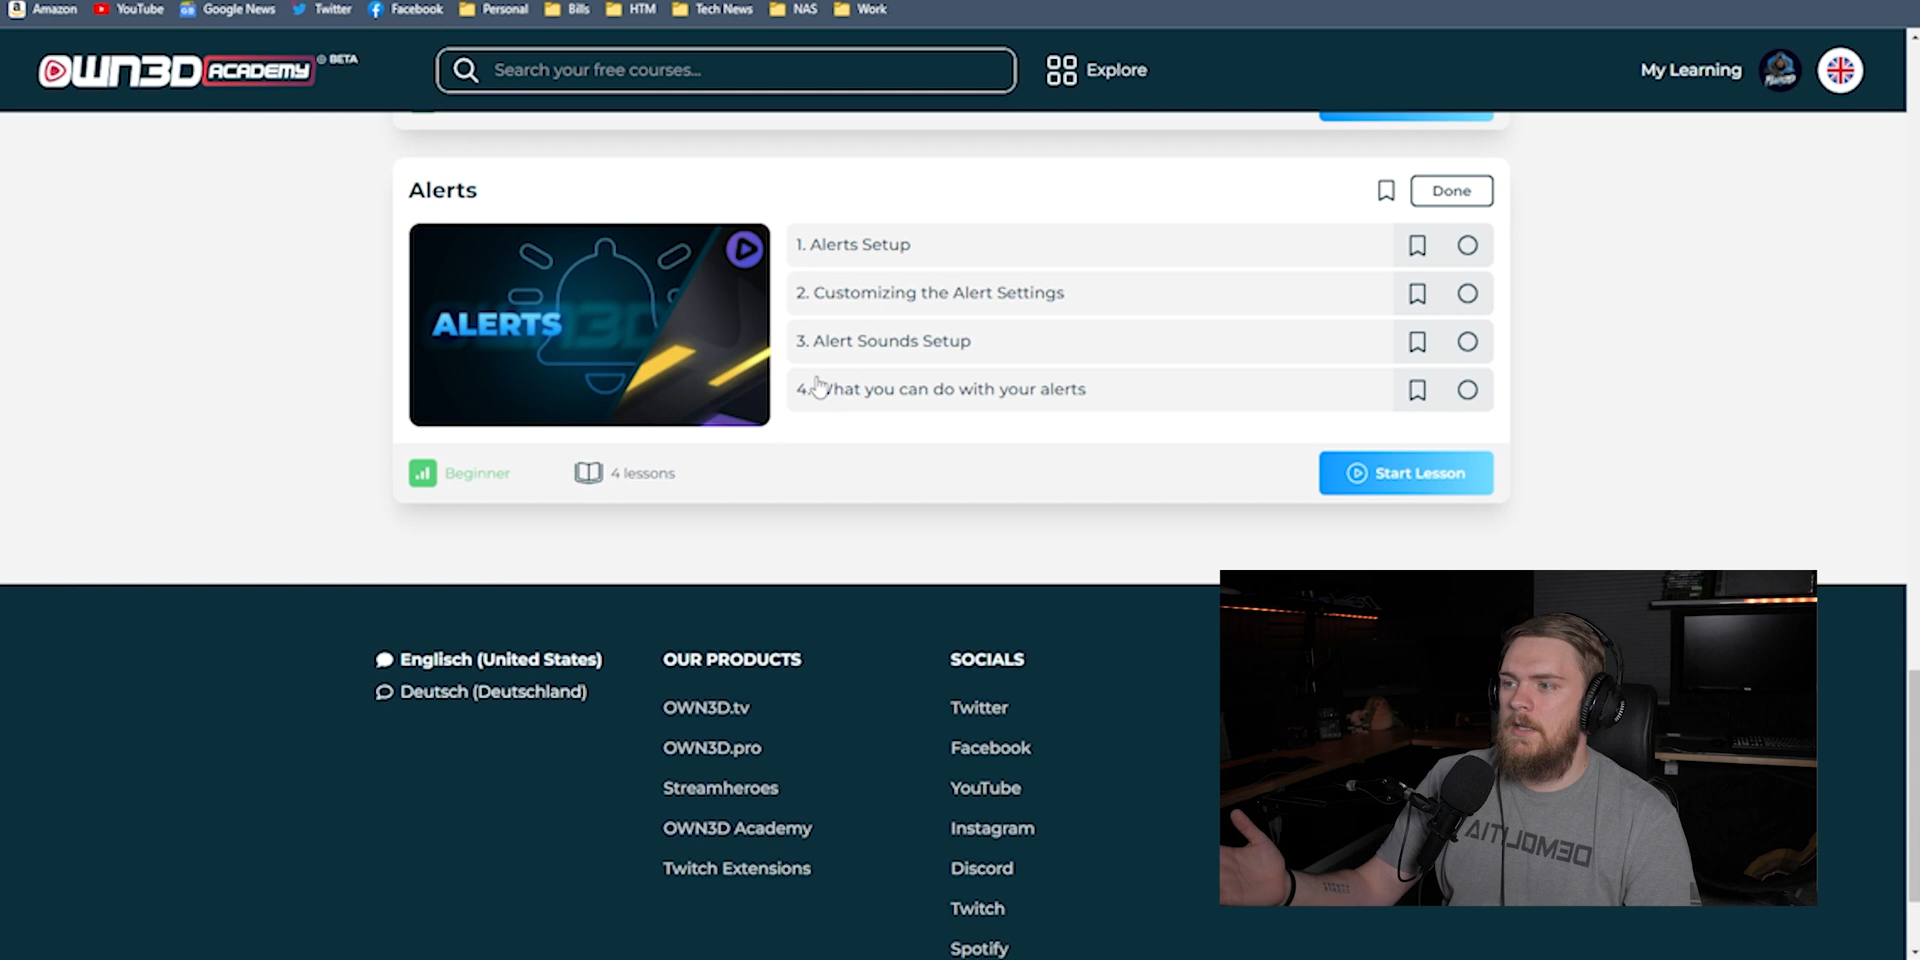 Amazon YouTube Google News Twitter Facebook Personal Bills HTM Tech News NAS Work
OWN3D ACADEMY BETA Search your free courses... Explore My Learning
Alerts Done
ALERTS
1. Alerts Setup
2. Customizing the Alert Settings
3. Alert Sounds Setup
4. What you can do with your alerts
Beginner 4 lessons Start Lesson
Englisch (United States)
Deutsch (Deutschland)
OUR PRODUCTS
OWN3D.tv
OWN3D.pro
Streamheroes
OWN3D Academy
Twitch Extensions
SOCIALS
Twitter
Facebook
YouTube
Instagram
Discord
Twitch
Spotify
DEMOLITIA